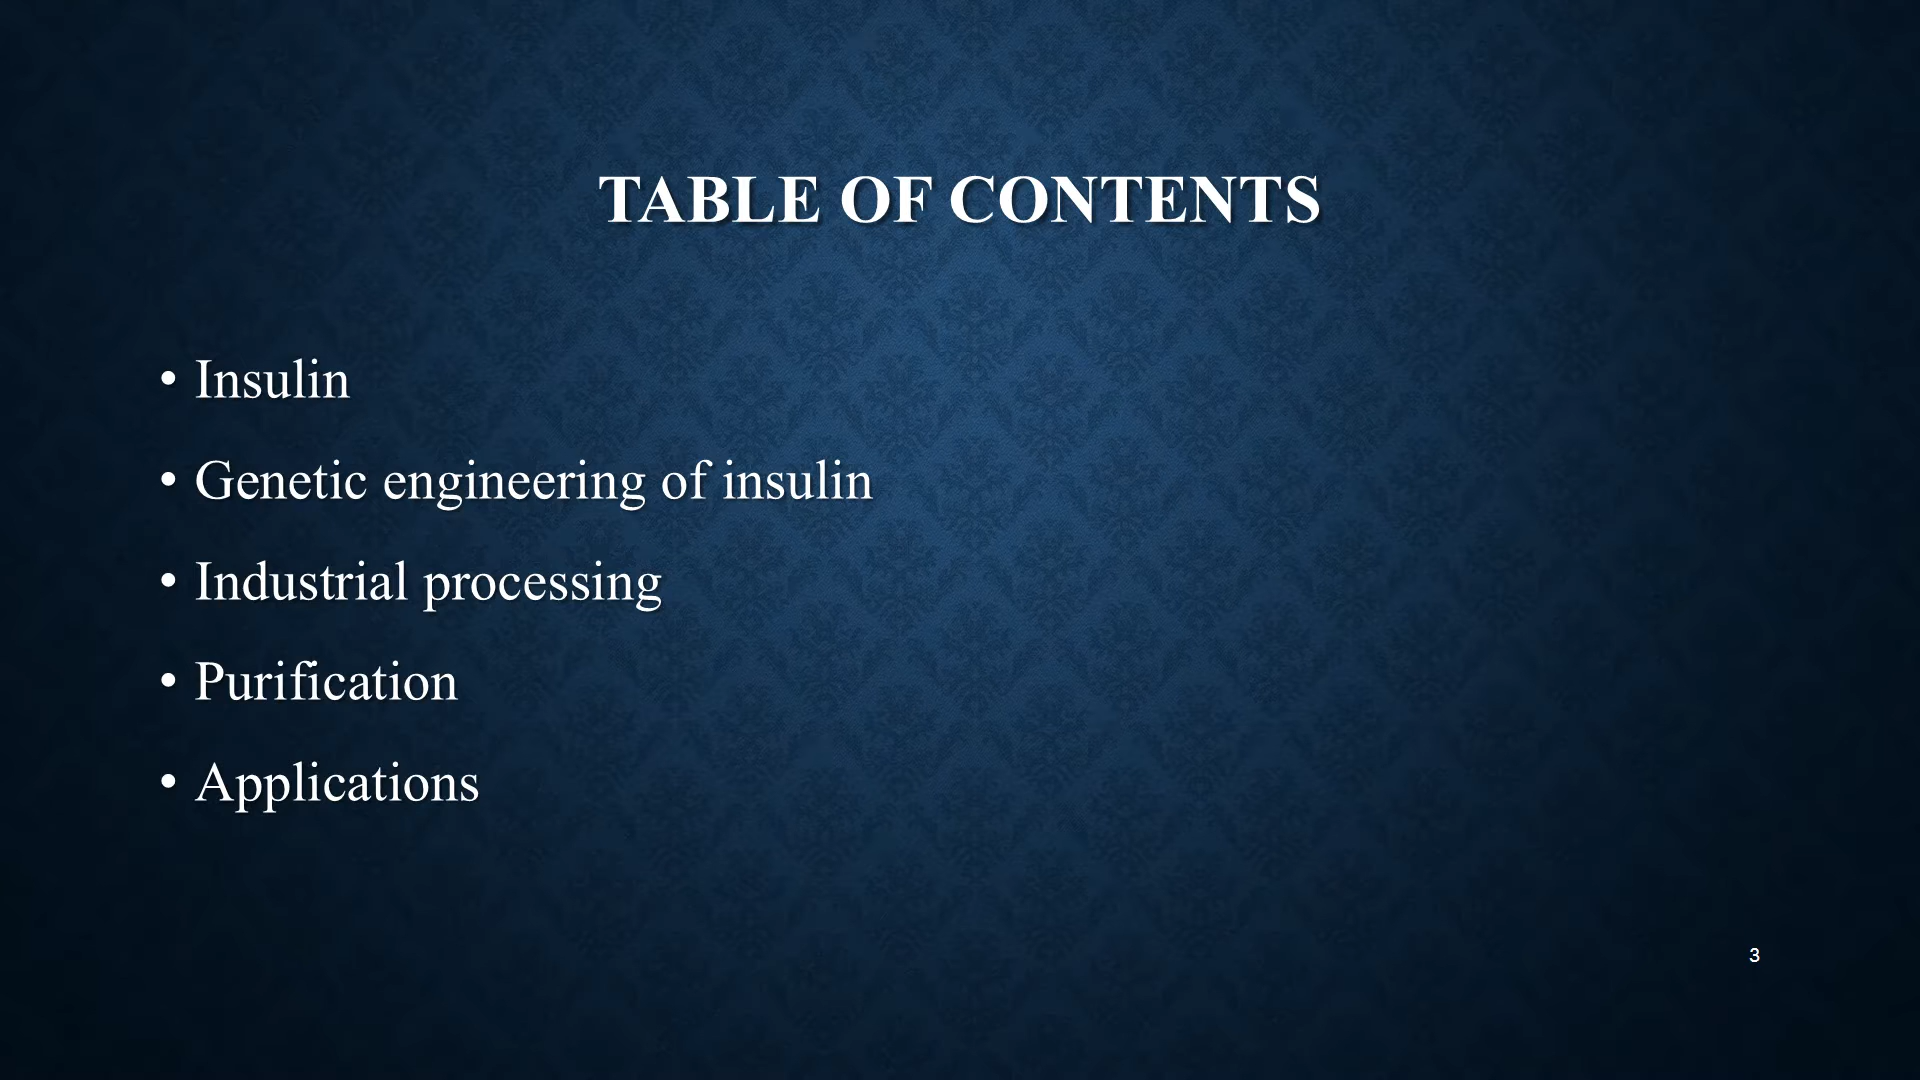 TABLE OF CONTENTS
• Insulin
• Genetic engineering of insulin
• Industrial processing
• Purification
• Applications
3